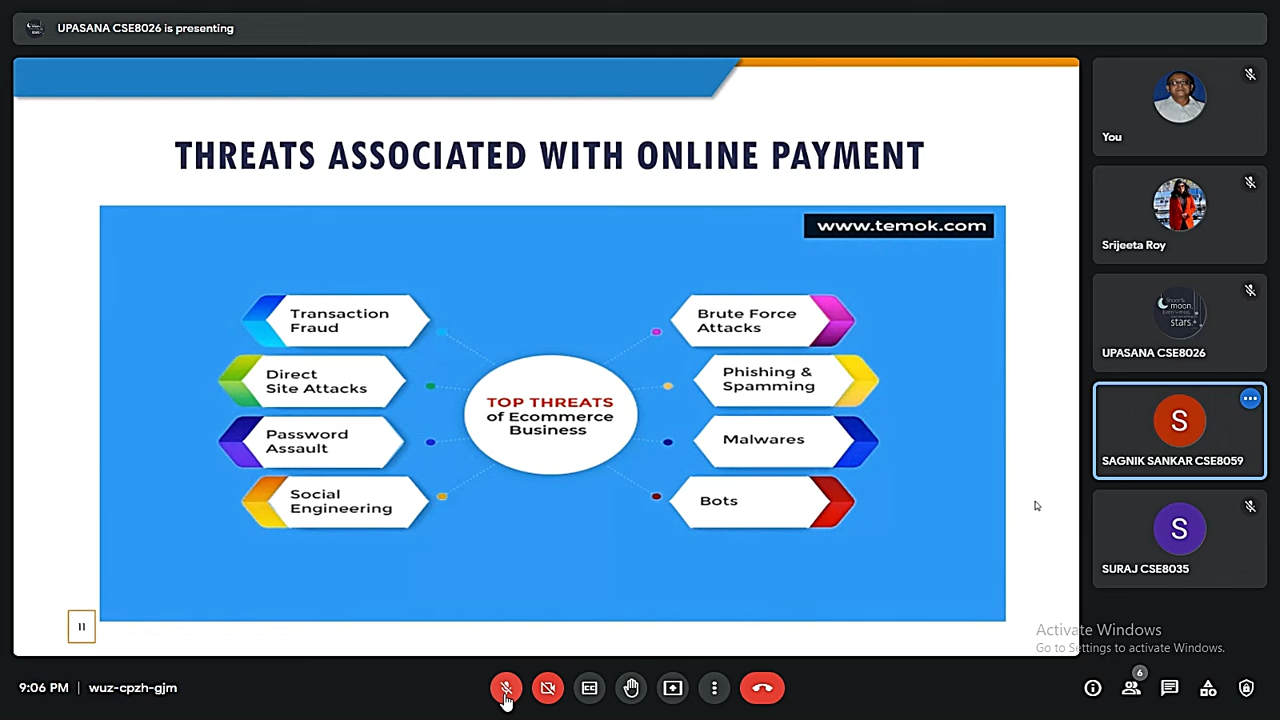 UPASANA CSE8026 is presenting
THREATS ASSOCIATED WITH ONLINE PAYMENT
www.temok.com
Transaction
Fraud
Direct
Site Attacks
Password
Assault
Social
Engineering
TOP THREATS
of Ecommerce
Business
Brute Force
Attacks
Phishing &
Spamming
Malwares
Bots
11
You
Srijeeta Roy
UPASANA CSE8026
S
SAGNIK SANKAR CSE8059
S
SURAJ CSE8035
Activate Windows
Go to Settings to activate Windows.
9:06 PM | wuz-cpzh-gjm
CC
6